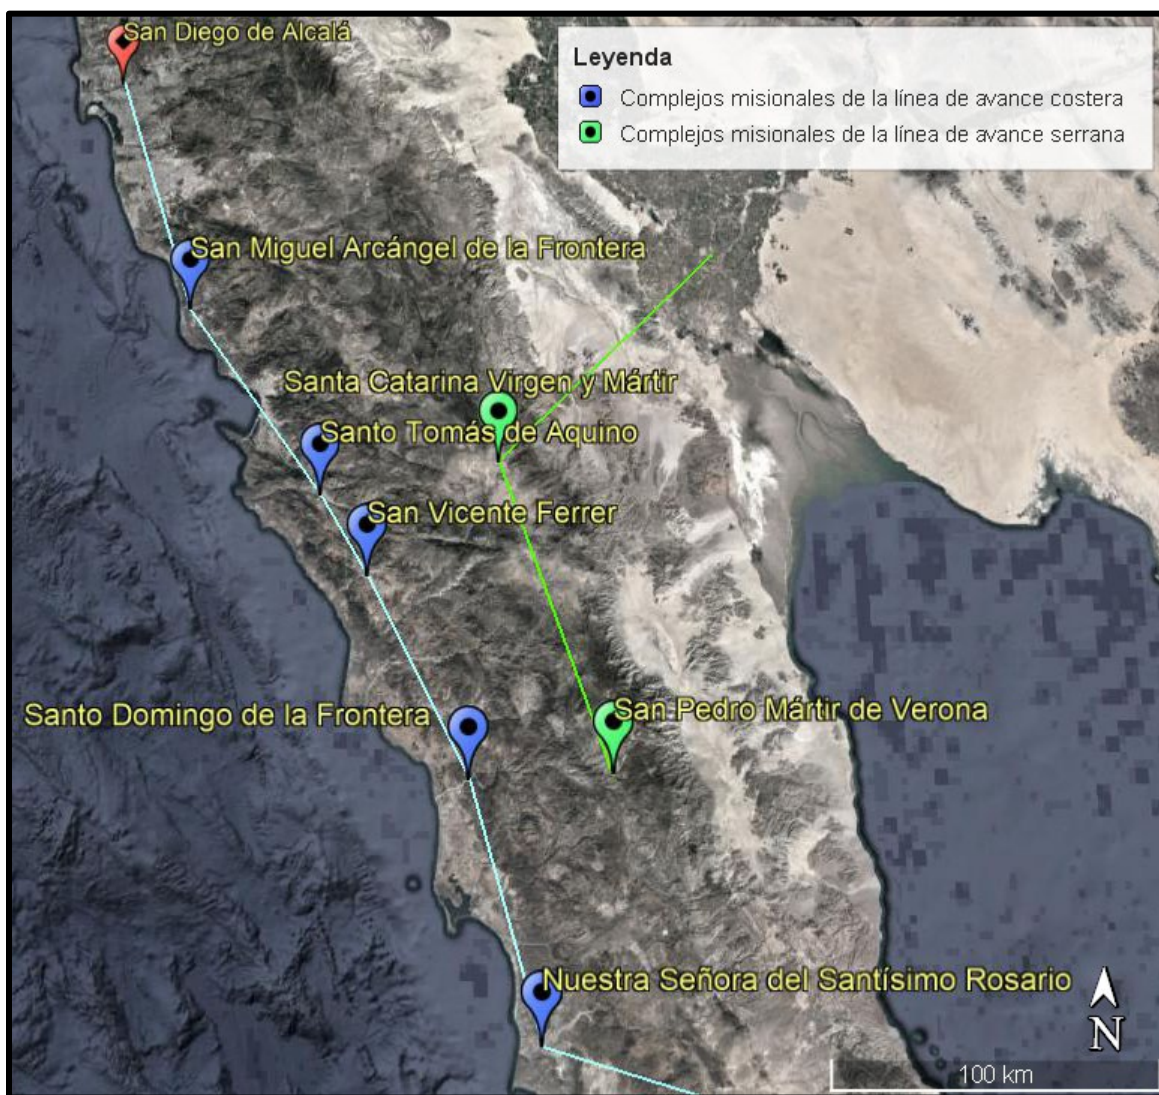 San Diego de Alcalá
Leyenda
Complejos misionales de la línea de avance costera
Complejos misionales de la línea de avance serrana
San Miguel Arcángel de la Frontera
Santa Catarina Virgen y Mártir
Santo Tomás de Aquino
San Vicente Ferrer
Santo Domingo de la Frontera
San Pedro Mártir de Verona
Nuestra Señora del Santísimo Rosario
N
100 km